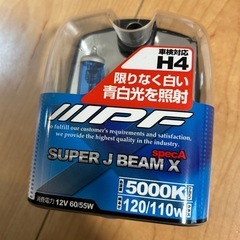 車検対応
H4
限りなく白い
青白光を照射
IPF
to fulfill our customer's requirements and satisfaction,
we provide the highest quality in the industry.
specA
SUPER J BEAM X
5000K
消費電力 12V 60/55W
120/110w